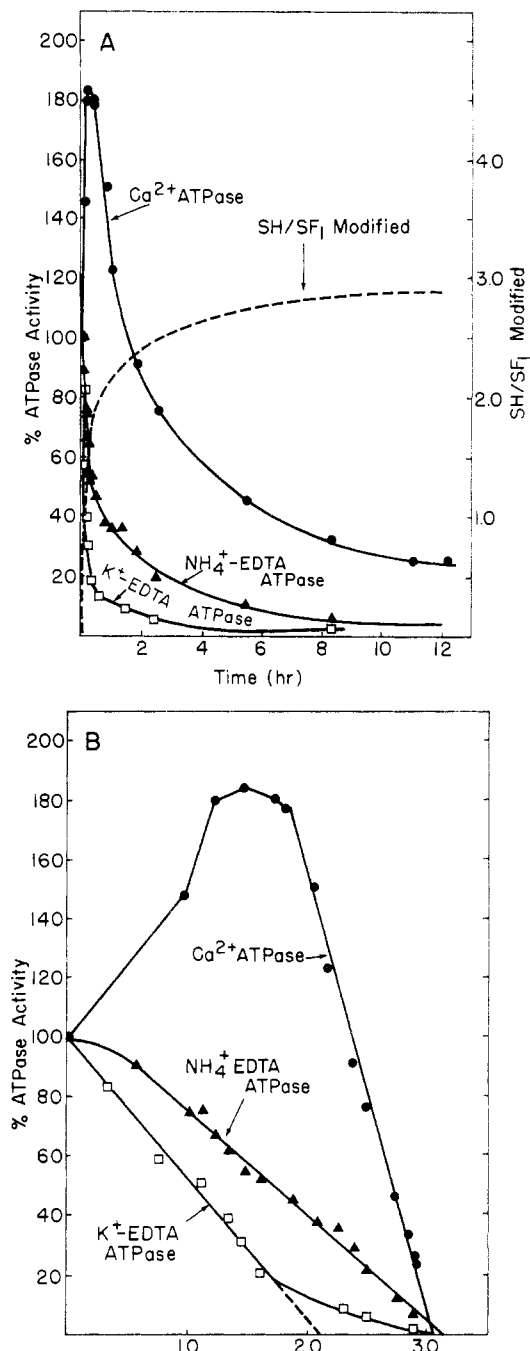 A
180
160
140
120
100
80
60
40
20
% ATPase Activity
Ca2+ATPase
SH/SF1 Modified
NH4+-EDTA
ATPase
K+-EDTA
ATPase
4.0
3.0
2.0
1.0
SH/SF1 Modified
2 4 6 8 10 12
Time (hr)
B
200
180
160
140
120
100
80
60
40
20
% ATPase Activity
Ca2+ATPase
NH4+ EDTA
ATPase
K+-EDTA
ATPase
1.0 2.0 3.0